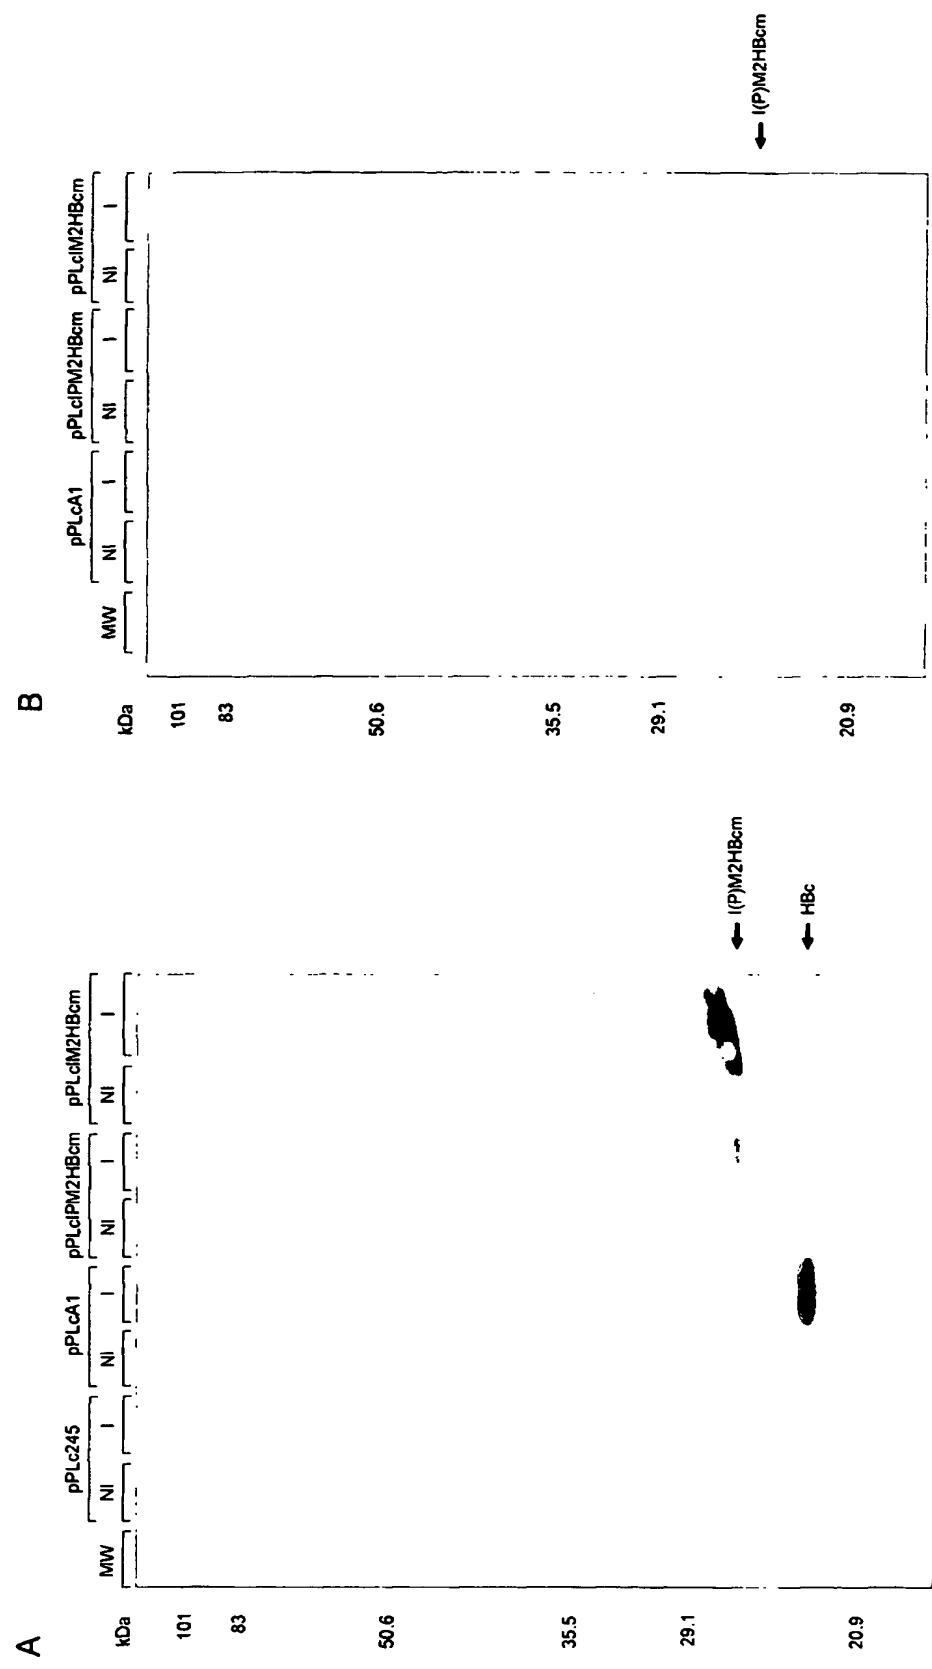 A
pPLc245 pPLcA1 pPLcIPM2HBcm pPLcIM2HBcm
kDa MW NI I NI I NI I NI I
101
83
50.6
35.5
29.1
I(P)M2HBcm
HBc
20.9
B
pPLcA1 pPLcIPM2HBcm pPLcIM2HBcm
kDa MW NI I NI I NI I
101
83
50.6
35.5
29.1
I(P)M2HBcm
20.9